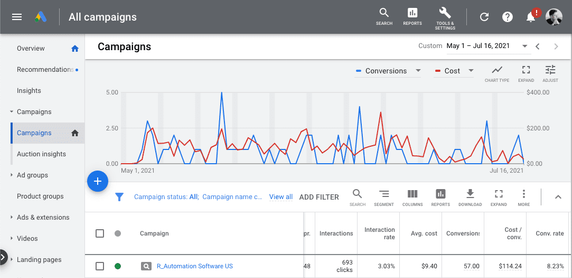 All campaigns
SEARCH
REPORTS
TOOLS &
SETTINGS
!
Overview
Recommendations
Insights
Campaigns
Campaigns
Auction insights
Ad groups
Product groups
Ads & extensions
Videos
Landing pages
Campaigns
Custom May 1 – Jul 16, 2021
Conversions
Cost
CHART TYPE
EXPAND
ADJUST
5.00
2.50
0.00
$400.00
$200.00
$0.00
May 1, 2021
Jul 16, 2021
Campaign status: All; Campaign name c... View all ADD FILTER
SEARCH
SEGMENT
COLUMNS
REPORTS
DOWNLOAD
EXPAND
MORE
Campaign
pr.
Interactions
Interaction
rate
Avg. cost
Conversions
Cost /
conv.
Conv. rate
R_Automation Software US
48
693
clicks
3.03%
$9.40
57.00
$114.24
8.23%